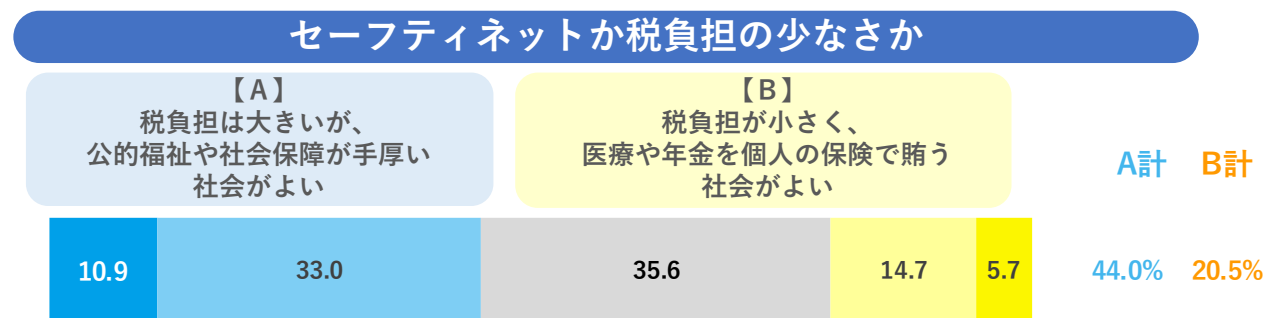 セーフティネットか税負担の少なさか
【A】
税負担は大きいが、
公的福祉や社会保障が手厚い
社会がよい
【B】
税負担が小さく、
医療や年金を個人の保険で賄う
社会がよい
A計 B計
10.9 33.0 35.6 14.7 5.7 44.0% 20.5%